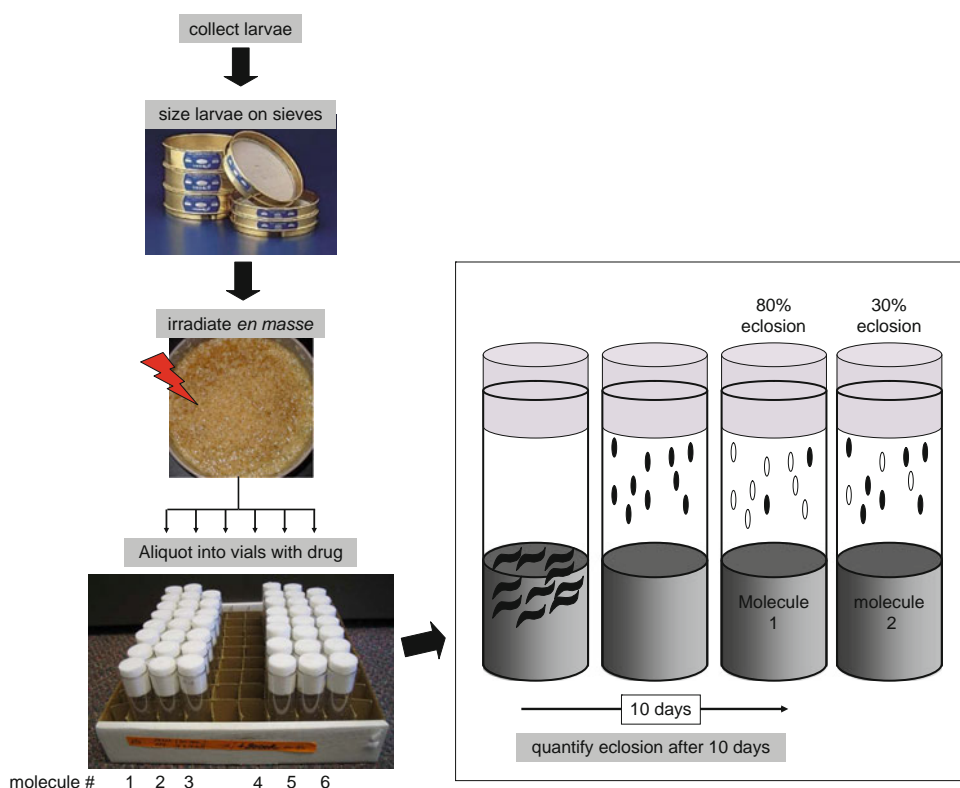 collect larvae
size larvae on sieves
irradiate en masse
Aliquot into vials with drug
molecule # 1 2 3 4 5 6
80%
eclosion
30%
eclosion
Molecule
1
molecule
2
10 days
quantify eclosion after 10 days